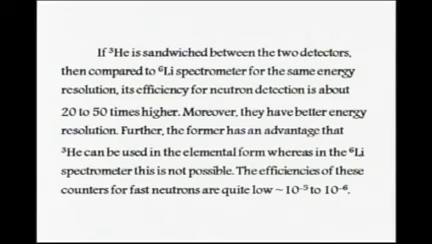 If ³He is sandwiched between the two detectors,
then compared to ⁶Li spectrometer for the same energy
resolution, its efficiency for neutron detection is about
20 to 50 times higher. Moreover, they have better energy
resolution. Further, the former has an advantage that
³He can be used in the elemental form whereas in the ⁶Li
spectrometer this is not possible. The efficiencies of these
counters for fast neutrons are quite low ~ 10⁻⁵ to 10⁻⁶.